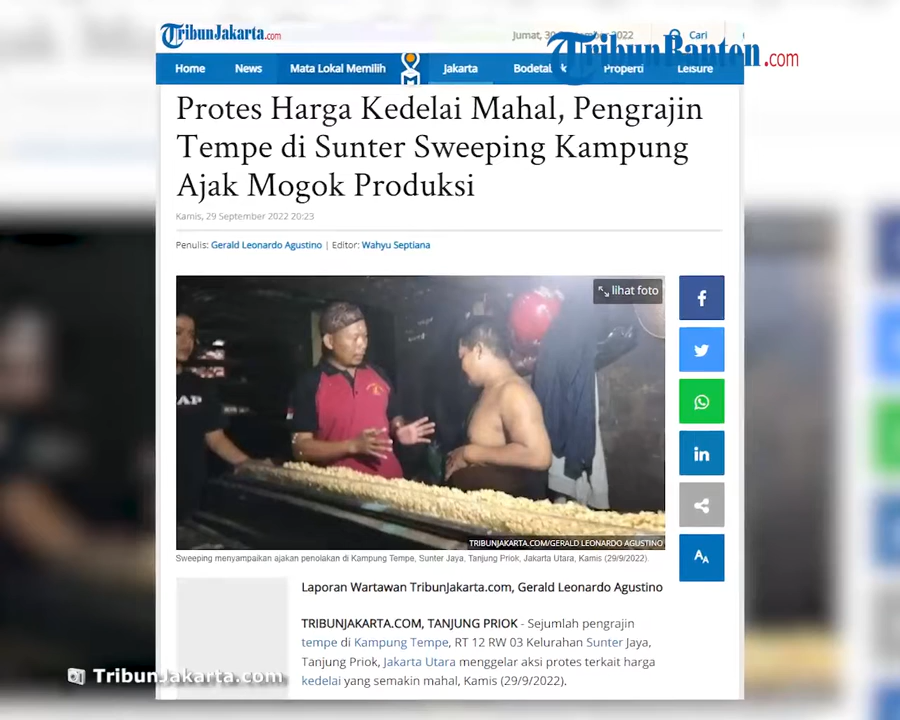 TribunJakarta.com
Jumat, 30 September 2022
Cari
TribunBanten.com
Home News Mata Lokal Memilih Jakarta Bodetabek Properti Leisure
Protes Harga Kedelai Mahal, Pengrajin
Tempe di Sunter Sweeping Kampung
Ajak Mogok Produksi
Kamis, 29 September 2022 20:23
Penulis: Gerald Leonardo Agustino | Editor: Wahyu Septiana
lihat foto
AP
TRIBUNJAKARTA.COM/GERALD LEONARDO AGUSTINO
Sweeping menyampaikan ajakan penolakan di Kampung Tempe, Sunter Jaya, Tanjung Priok, Jakarta Utara, Kamis (29/9/2022).
Laporan Wartawan TribunJakarta.com, Gerald Leonardo Agustino
TRIBUNJAKARTA.COM, TANJUNG PRIOK - Sejumlah pengrajin
tempe di Kampung Tempe, RT 12 RW 03 Kelurahan Sunter Jaya,
Tanjung Priok, Jakarta Utara menggelar aksi protes terkait harga
kedelai yang semakin mahal, Kamis (29/9/2022).
TribunJakarta.com